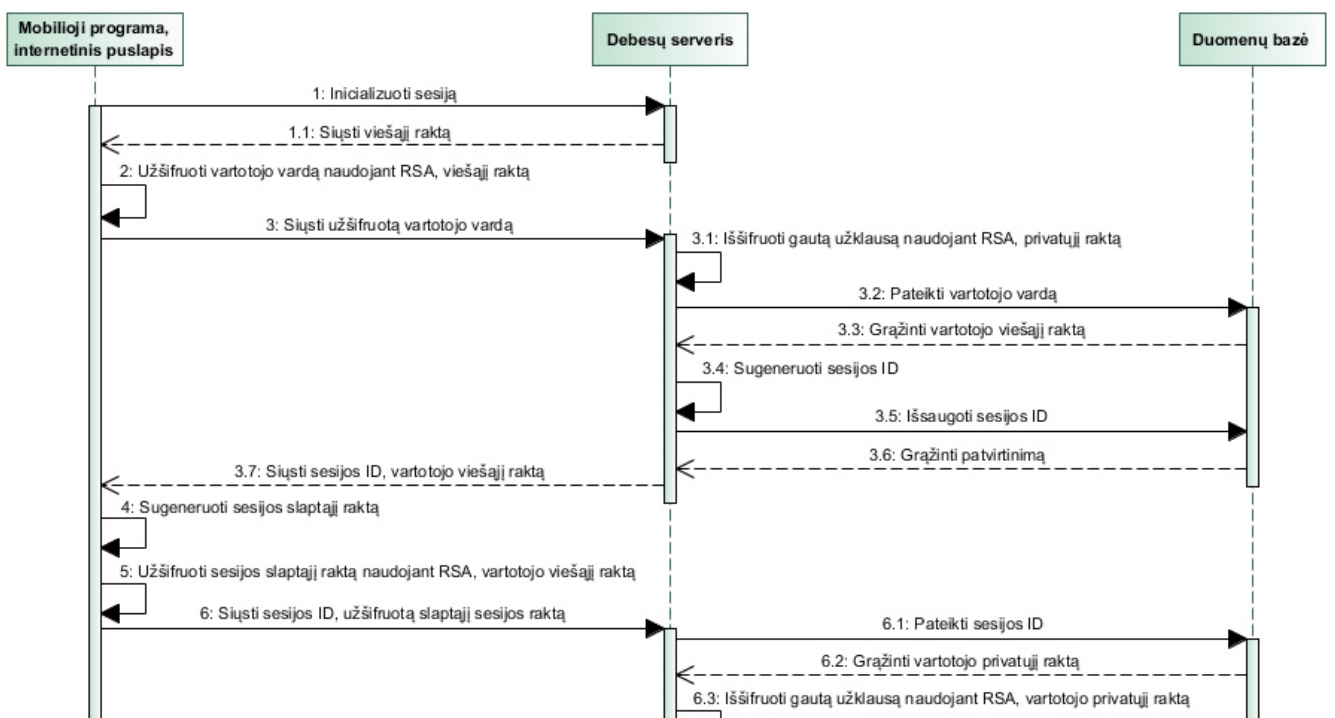 Mobilioji programa,
internetinis puslapis
Debesų serveris
Duomenų bazė
1: Inicializuoti sesiją
1.1: Siųsti viešąjį raktą
2: Užšifruoti vartotojo vardą naudojant RSA, viešąjį raktą
3: Siųsti užšifruotą vartotojo vardą
3.1: Iššifruoti gautą užklausą naudojant RSA, privatųjį raktą
3.2: Pateikti vartotojo vardą
3.3: Grąžinti vartotojo viešąjį raktą
3.4: Sugeneruoti sesijos ID
3.5: Išsaugoti sesijos ID
3.6: Grąžinti patvirtinimą
3.7: Siųsti sesijos ID, vartotojo viešąjį raktą
4: Sugeneruoti sesijos slaptąjį raktą
5: Užšifruoti sesijos slaptąjį raktą naudojant RSA, vartotojo viešąjį raktą
6: Siųsti sesijos ID, užšifruotą slaptąjį sesijos raktą
6.1: Pateikti sesijos ID
6.2: Grąžinti vartotojo privatųjį raktą
6.3: Iššifruoti gautą užklausą naudojant RSA, vartotojo privatųjį raktą